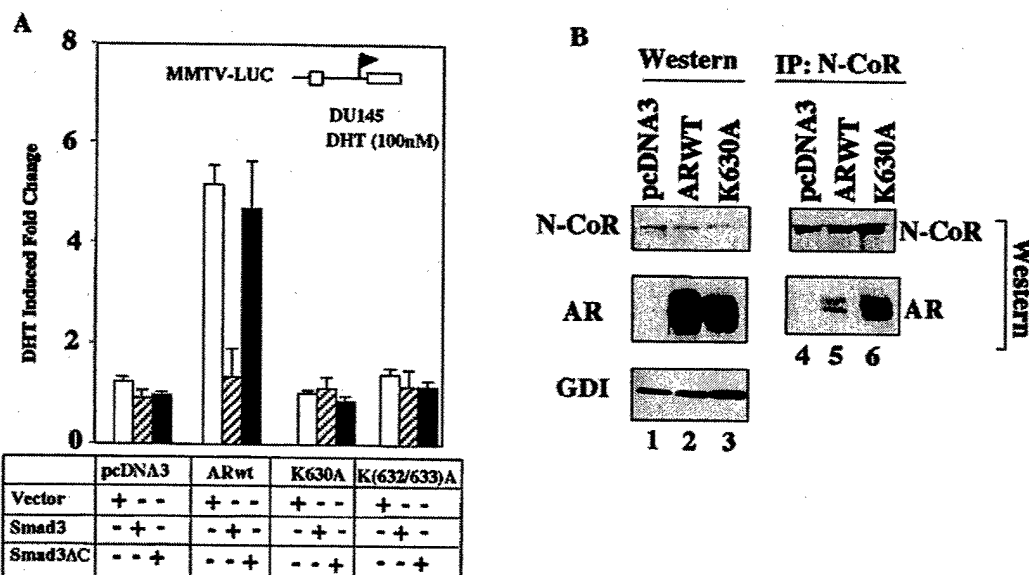 A
8
6
4
2
0
DHT Induced Fold Change
MMTV-LUC
DU145
DHT (100nM)
pcDNA3 ARwt K630A K(632/633)A
Vector + - - + - - + - - + - -
Smad3 - + - - + - - + - - + -
Smad3ΔC - - + - - + - - + - - +
B
Western IP: N-CoR
pcDNA3 ARWT K630A pcDNA3 ARWT K630A
N-CoR N-CoR
AR AR
4 5 6
GDI
1 2 3
Western